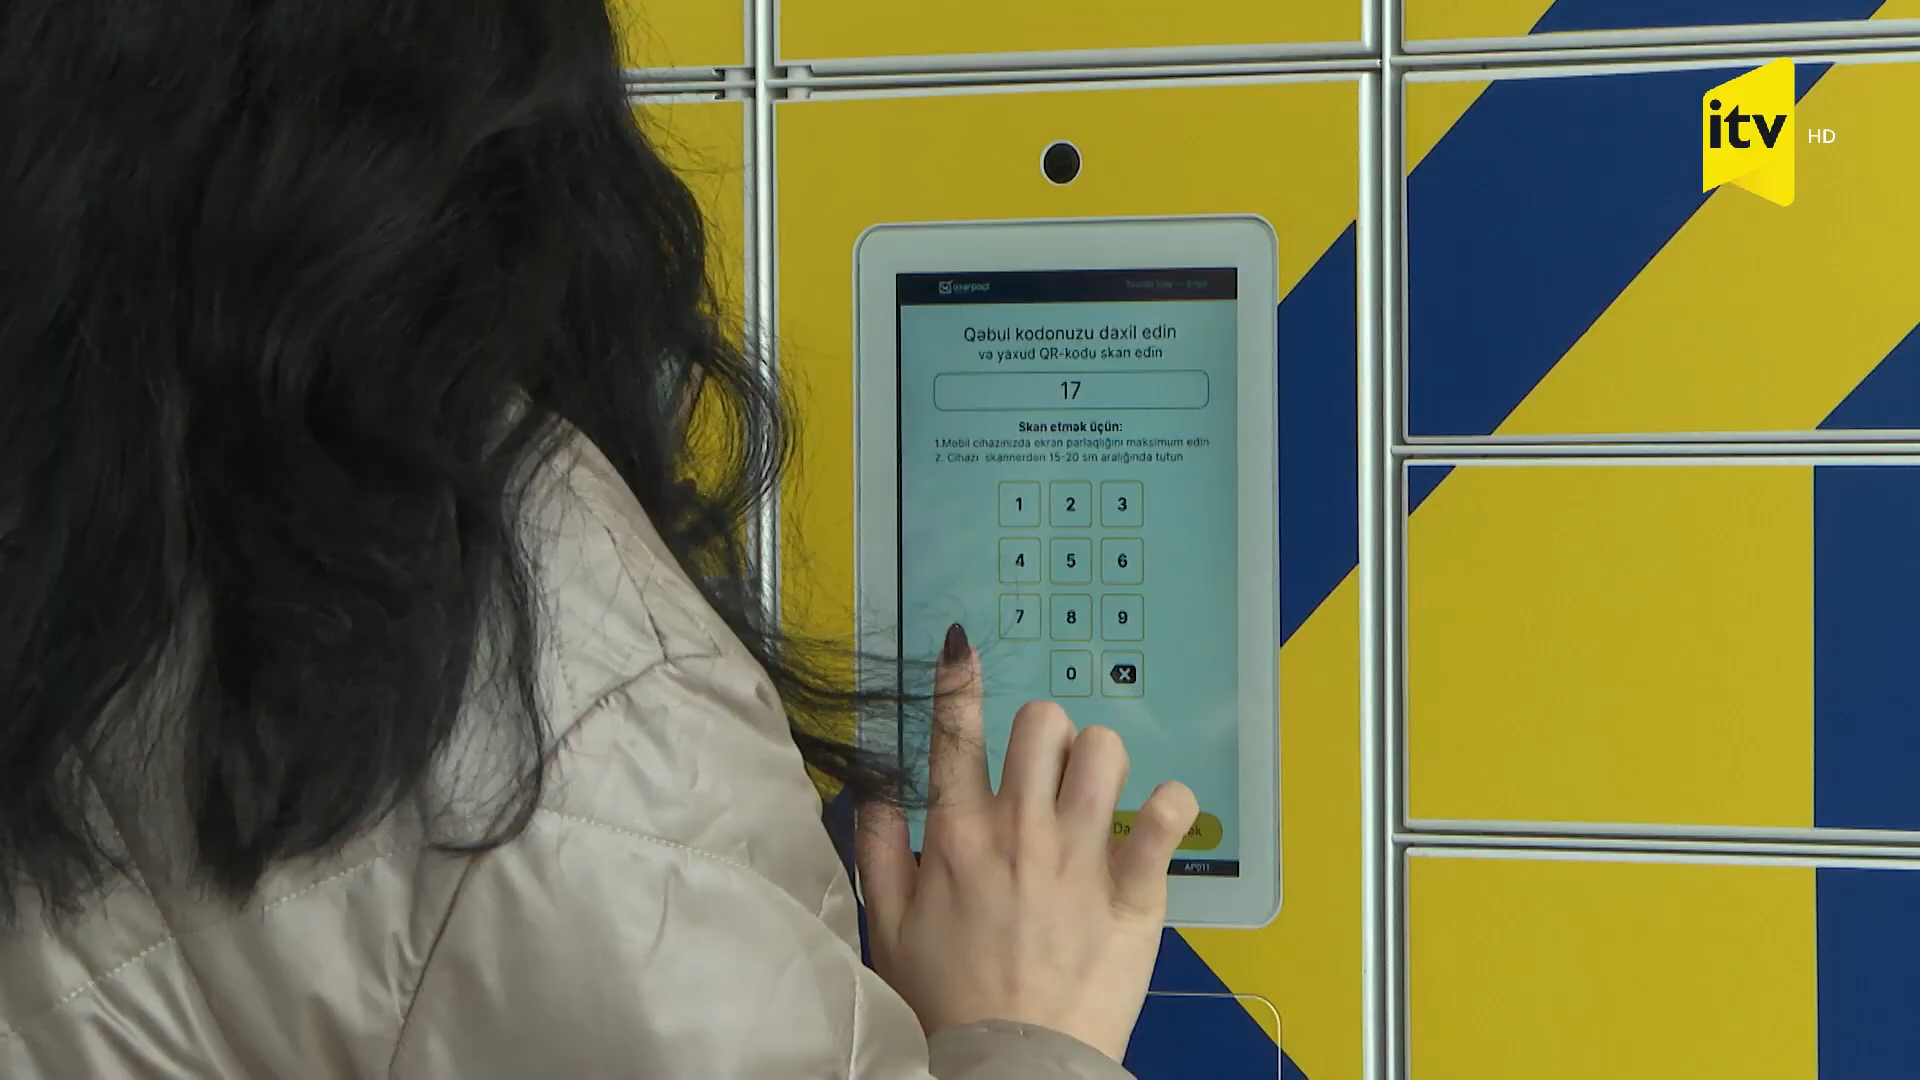 itv HD
azərpoçt
Qəbul kodonuzu daxil edin
və yaxud QR-kodu skan edin
17
Skan etmək üçün:
1.Mobil cihazınızda ekran parlaqlığını maksimum edin
2. Cihazı skannerdən 15-20 sm aralığında tutun
1 2 3
4 5 6
7 8 9
0
AP011